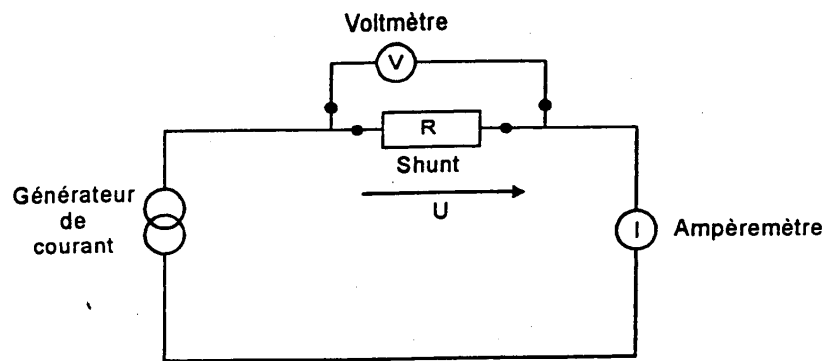 Voltmètre
V
R
Shunt
U
Générateur
de
courant
I
Ampèremètre